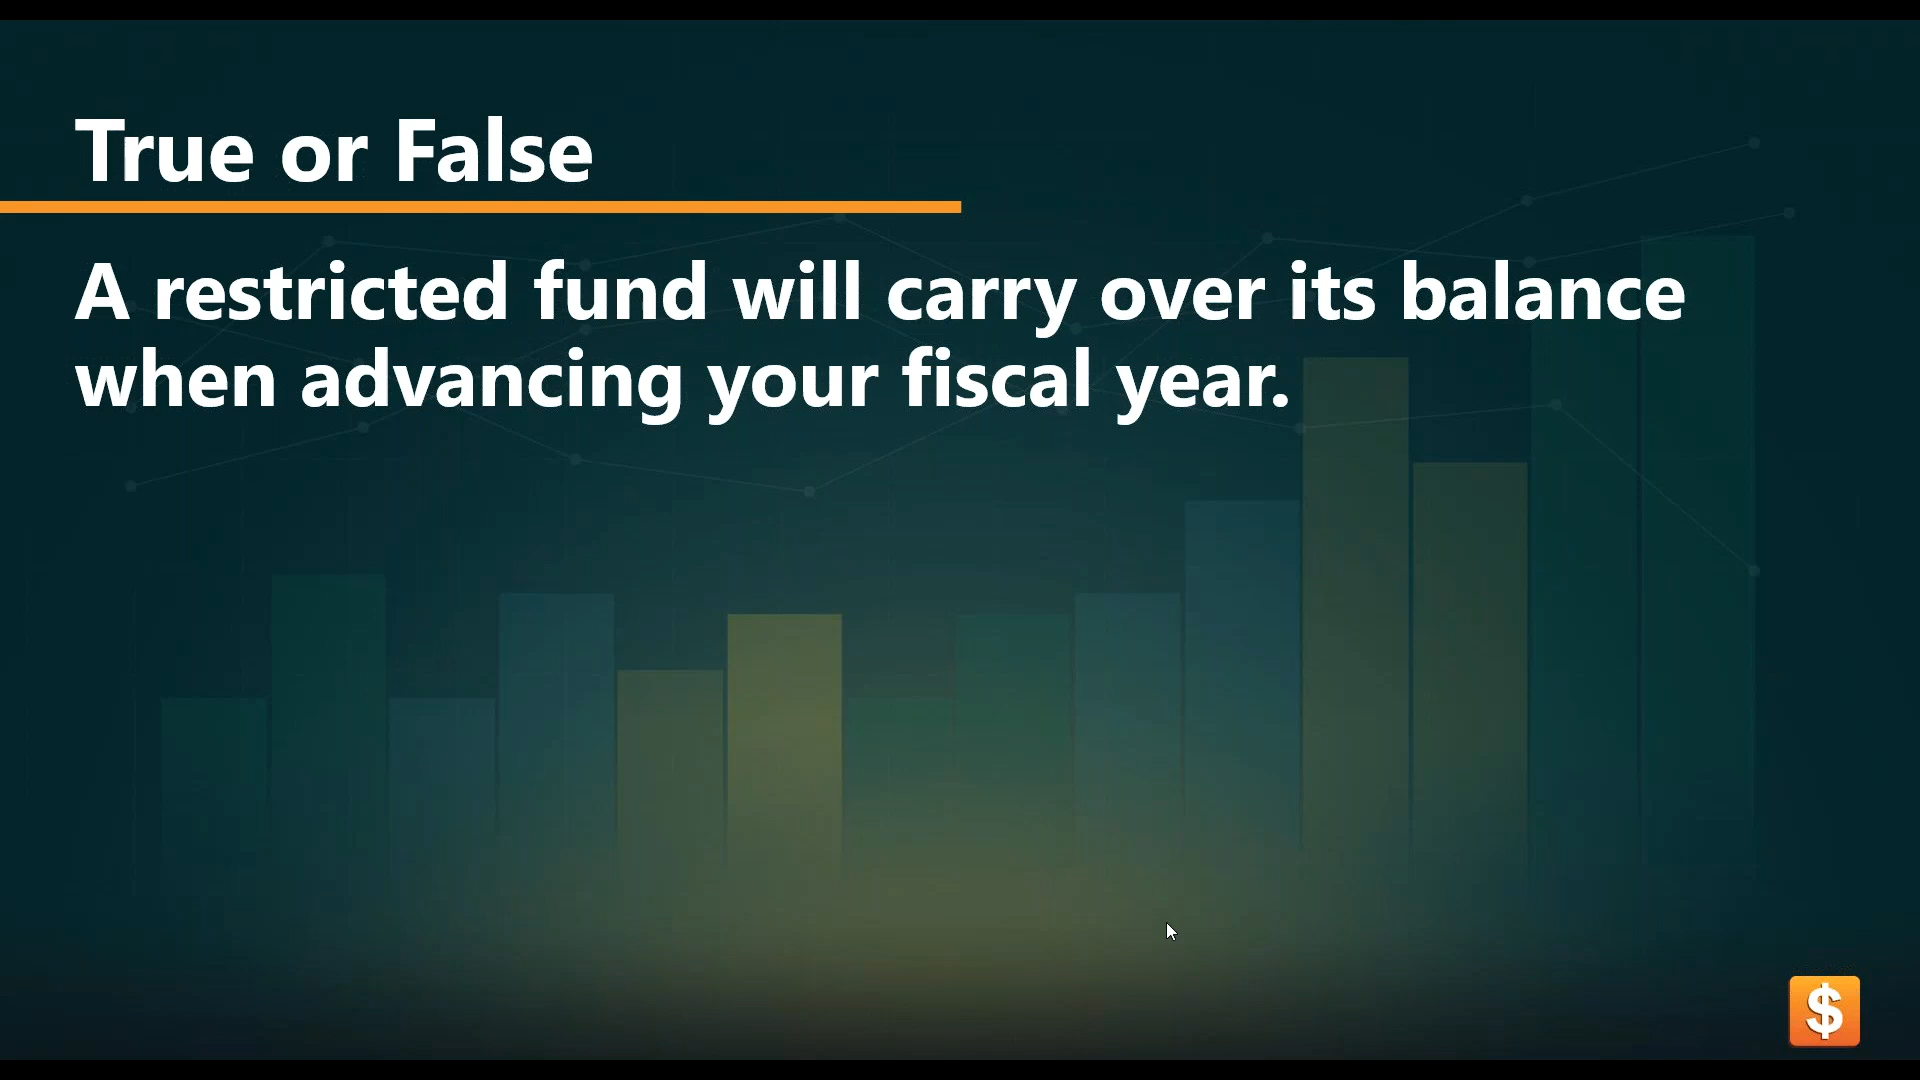 True or False
A restricted fund will carry over its balance
when advancing your fiscal year.
$